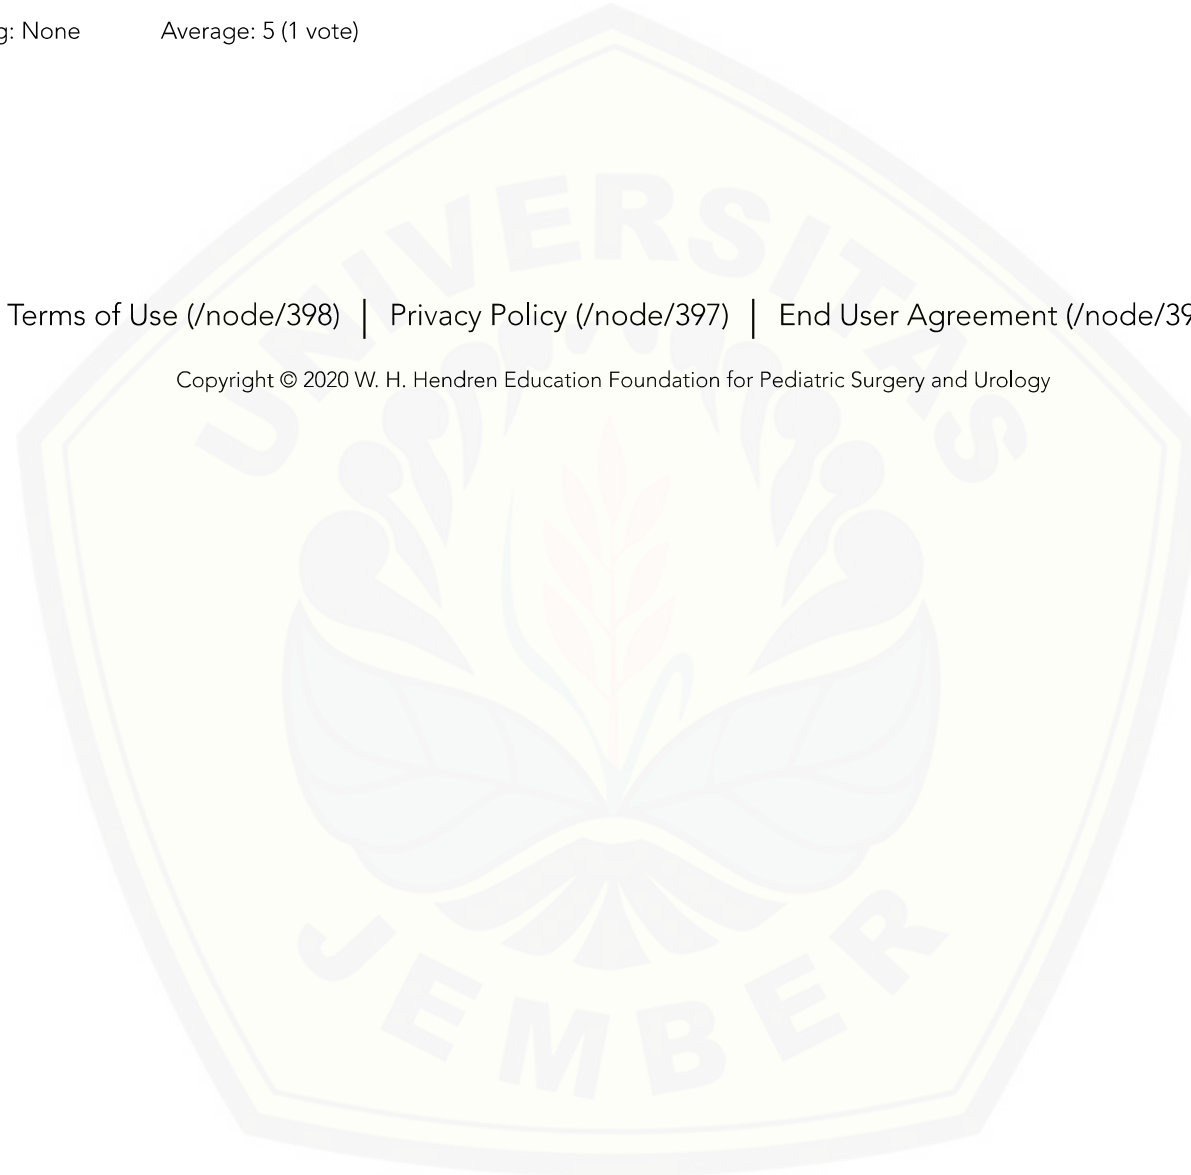 g: None Average: 5 (1 vote)
UNIVERSITAS
Terms of Use (/node/398) | Privacy Policy (/node/397) | End User Agreement (/node/39
Copyright © 2020 W. H. Hendren Education Foundation for Pediatric Surgery and Urology
JEMBER